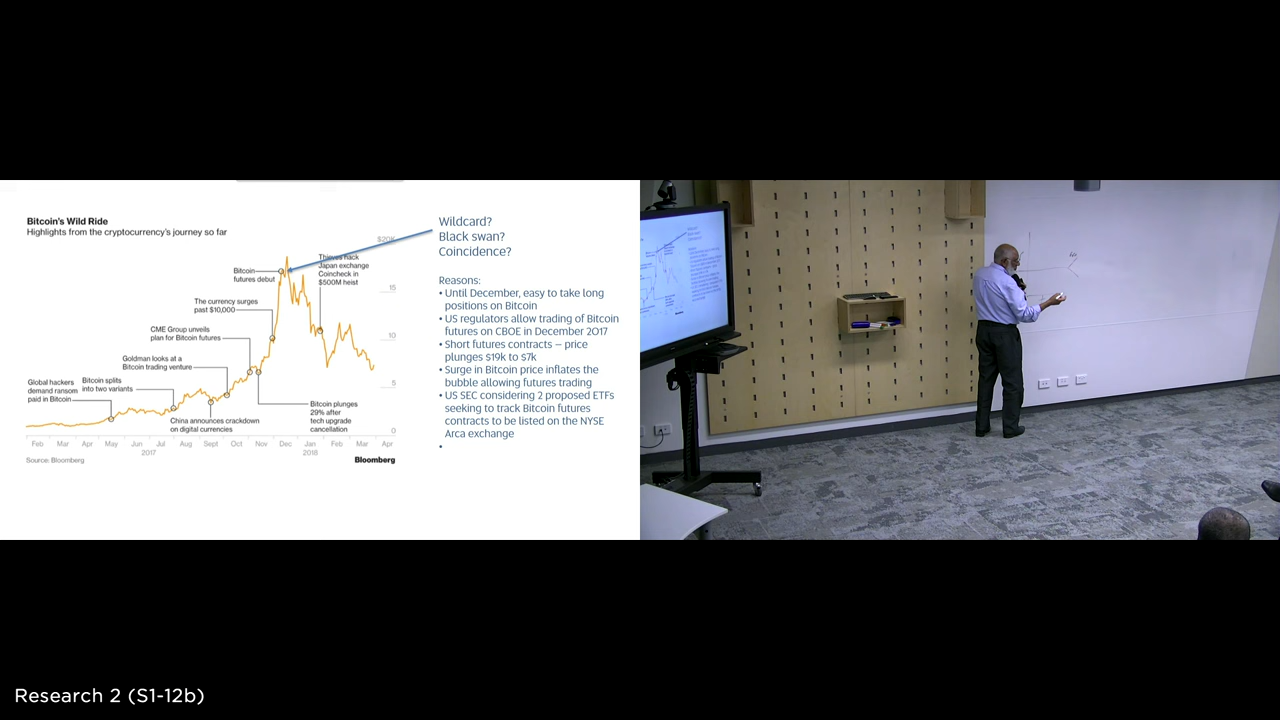 Bitcoin's Wild Ride
Highlights from the cryptocurrency's journey so far
$20K
15
10
5
0
Bitcoin
futures debut
Thieves hack
Japan exchange
Coincheck in
$500M heist
The currency surges
past $10,000
CME Group unveils
plan for Bitcoin futures
Goldman looks at a
Bitcoin trading venture
Global hackers
demand ransom
paid in Bitcoin
Bitcoin splits
into two variants
China announces crackdown
on digital currencies
Bitcoin plunges
29% after
tech upgrade
cancellation
Feb Mar Apr May Jun Jul Aug Sept Oct Nov Dec Jan Feb Mar Apr
2017 2018
Source: Bloomberg
Bloomberg
Wildcard?
Black swan?
Coincidence?
Reasons:
• Until December, easy to take long
positions on Bitcoin
• US regulators allow trading of Bitcoin
futures on CBOE in December 2017
• Short futures contracts – price
plunges $19k to $7k
• Surge in Bitcoin price inflates the
bubble allowing futures trading
• US SEC considering 2 proposed ETFs
seeking to track Bitcoin futures
contracts to be listed on the NYSE
Arca exchange
•
Research 2 (S1-12b)